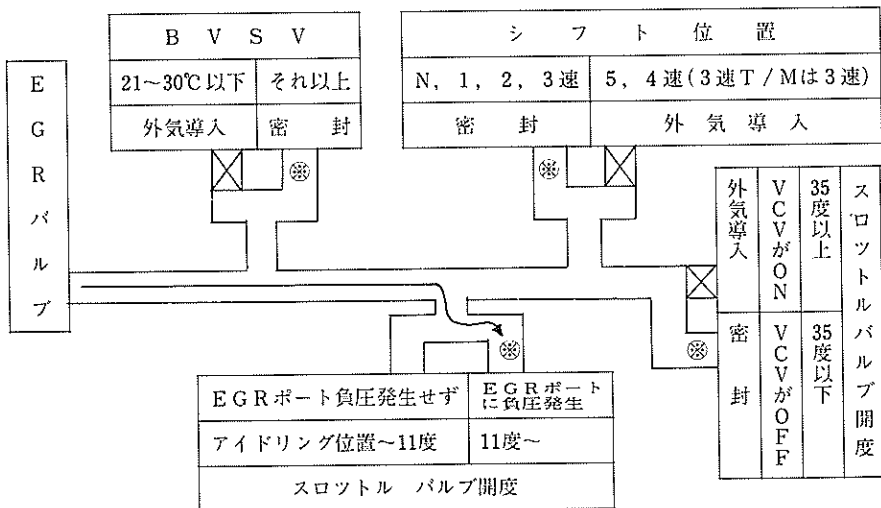 EGRバルブ
B V S V
21～30℃以下 それ以上
外気導入 密 封
シ フ ト 位 置
N, 1, 2, 3速 5, 4速(3速T/Mは3速)
密 封 外 気 導 入
※
※
スロツトルバルブ開度
35度以上 35度以下
VCVがON VCVがOFF
外気導入 密 封
※
※
EGRポート負圧発生せず EGRポートに負圧発生
アイドリング位置～11度 11度～
スロツトル バルブ開度